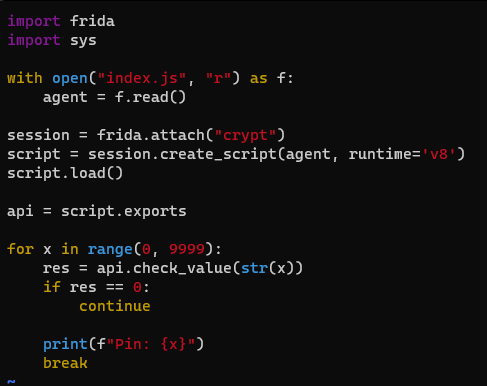 import frida
import sys

with open("index.js", "r") as f:
    agent = f.read()

session = frida.attach("crypt")
script = session.create_script(agent, runtime='v8')
script.load()

api = script.exports

for x in range(0, 9999):
    res = api.check_value(str(x))
    if res == 0:
        continue

    print(f"Pin: {x}")
    break
~